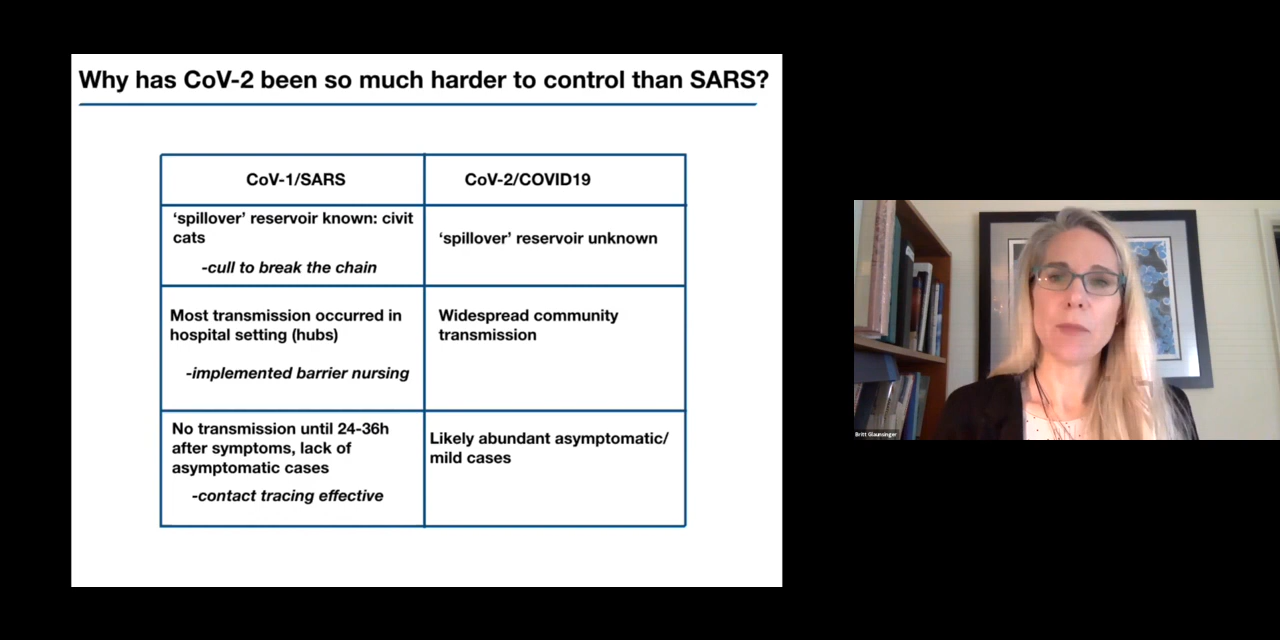 Why has CoV-2 been so much harder to control than SARS?
CoV-1/SARS
CoV-2/COVID19
‘spillover’ reservoir known: civit
cats
-cull to break the chain
‘spillover’ reservoir unknown
Most transmission occurred in
hospital setting (hubs)
-implemented barrier nursing
Widespread community
transmission
No transmission until 24-36h
after symptoms, lack of
asymptomatic cases
-contact tracing effective
Likely abundant asymptomatic/
mild cases
Britt Glaunsinger